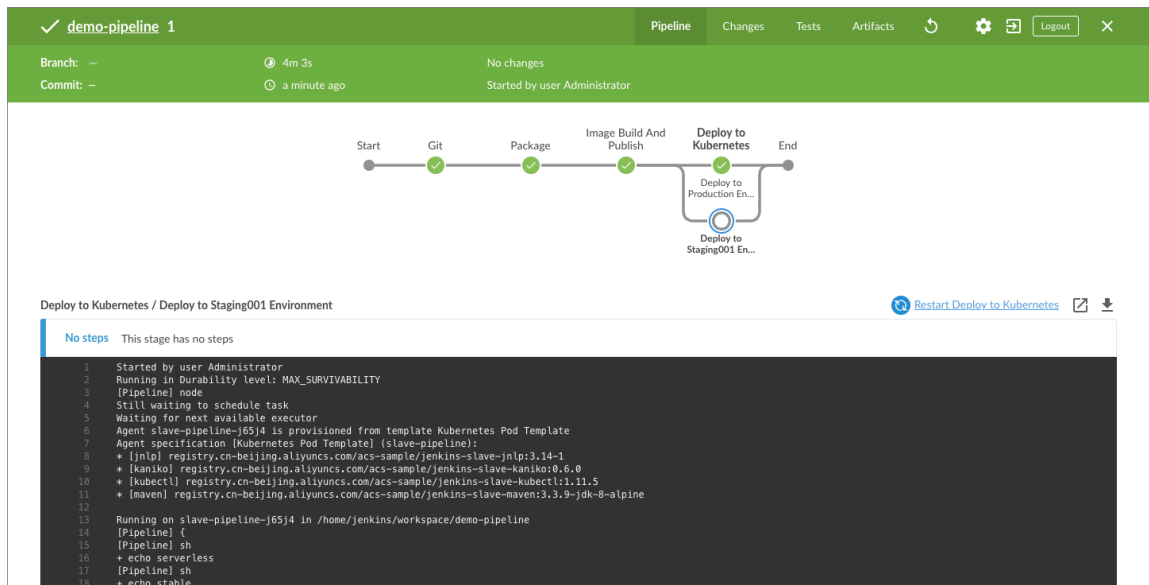 demo-pipeline 1
Pipeline Changes Tests Artifacts Logout
Branch: — 4m 3s No changes
Commit: — a minute ago Started by user Administrator
Start Git Package Image Build And Publish Deploy to Kubernetes End
Deploy to
Production En...
Deploy to
Staging001 En...
Deploy to Kubernetes / Deploy to Staging001 Environment Restart Deploy to Kubernetes
No steps This stage has no steps
1 Started by user Administrator
2 Running in Durability level: MAX_SURVIVABILITY
3 [Pipeline] node
4 Still waiting to schedule task
5 Waiting for next available executor
6 Agent slave-pipeline-j65j4 is provisioned from template Kubernetes Pod Template
7 Agent specification [Kubernetes Pod Template] (slave-pipeline):
8 * [jnlp] registry.cn-beijing.aliyuncs.com/acs-sample/jenkins-slave-jnlp:3.14-1
9 * [kaniko] registry.cn-beijing.aliyuncs.com/acs-sample/jenkins-slave-kaniko:0.6.0
10 * [kubectl] registry.cn-beijing.aliyuncs.com/acs-sample/jenkins-slave-kubectl:1.11.5
11 * [maven] registry.cn-beijing.aliyuncs.com/acs-sample/jenkins-slave-maven:3.3.9-jdk-8-alpine
12
13 Running on slave-pipeline-j65j4 in /home/jenkins/workspace/demo-pipeline
14 [Pipeline] {
15 [Pipeline] sh
16 + echo serverless
17 [Pipeline] sh
18 + echo stable